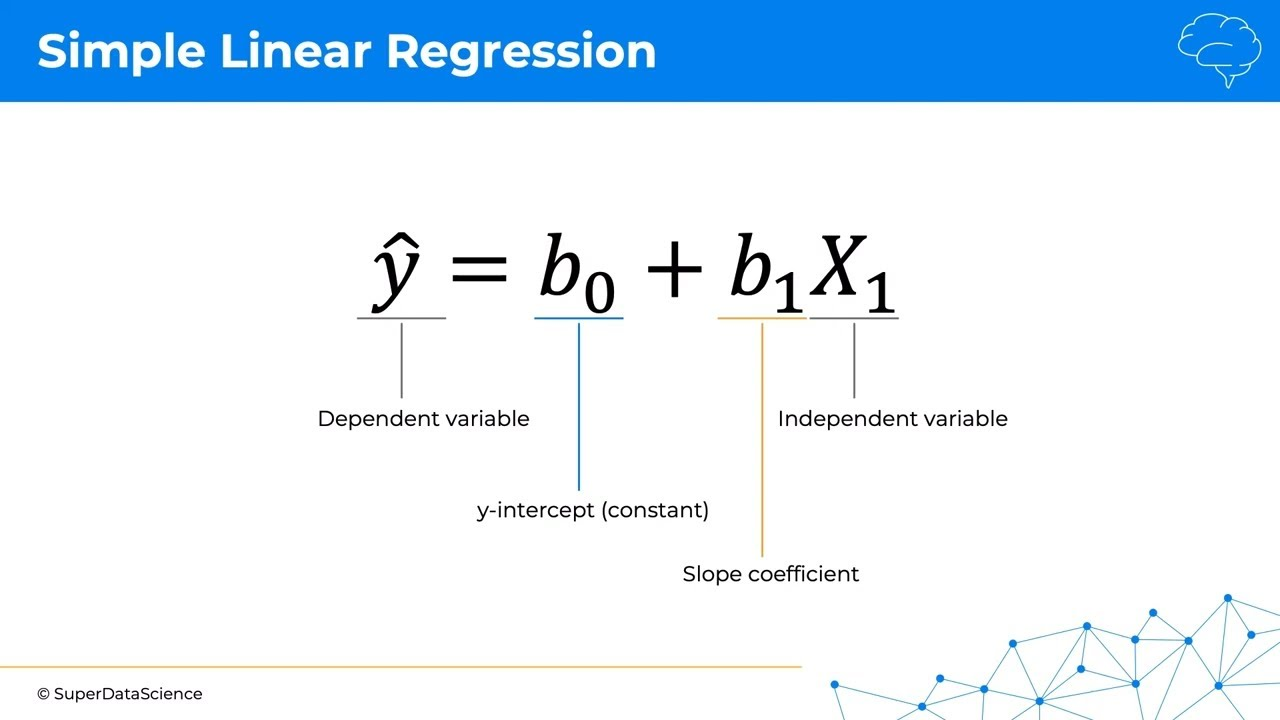 Simple Linear Regression
ŷ = b₀ + b₁X₁
Dependent variable
Independent variable
y-intercept (constant)
Slope coefficient
© SuperDataScience